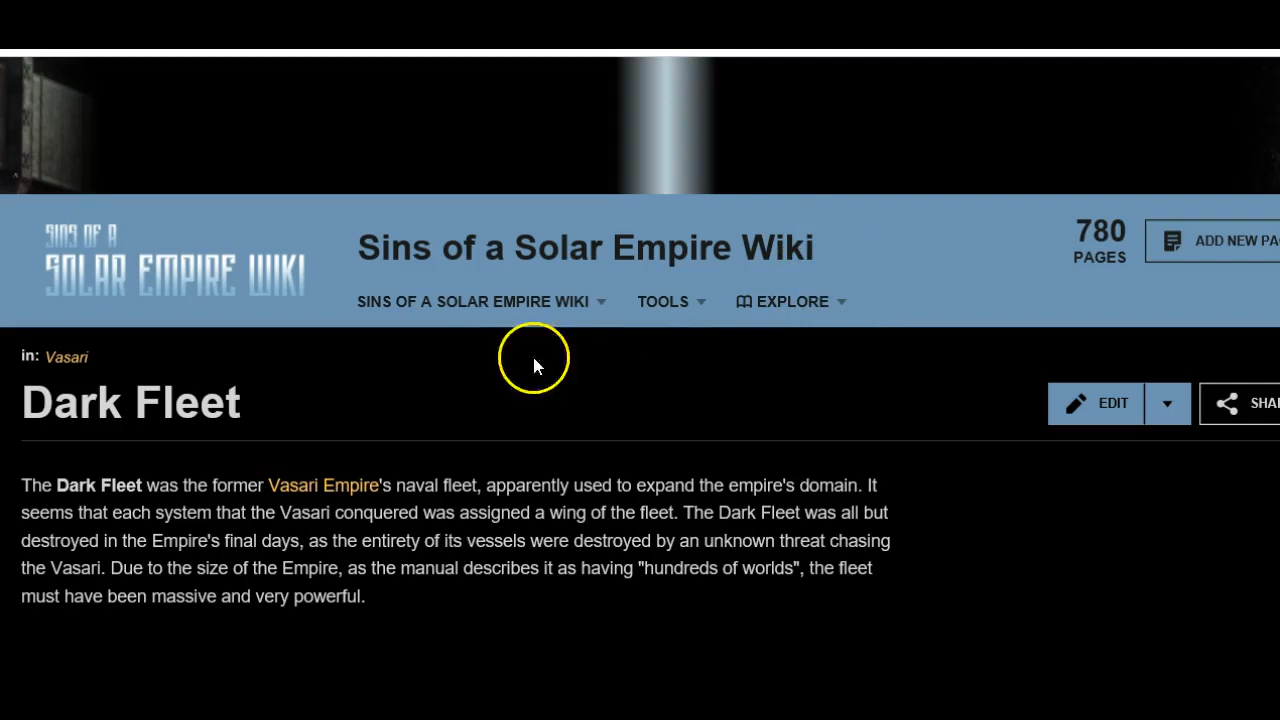 SINS OF A
SOLAR EMPIRE WIKI
Sins of a Solar Empire Wiki
780
PAGES
ADD NEW PA
SINS OF A SOLAR EMPIRE WIKI
TOOLS
EXPLORE
in: Vasari
Dark Fleet
EDIT
SHA
The Dark Fleet was the former Vasari Empire's naval fleet, apparently used to expand the empire's domain. It
seems that each system that the Vasari conquered was assigned a wing of the fleet. The Dark Fleet was all but
destroyed in the Empire's final days, as the entirety of its vessels were destroyed by an unknown threat chasing
the Vasari. Due to the size of the Empire, as the manual describes it as having "hundreds of worlds", the fleet
must have been massive and very powerful.